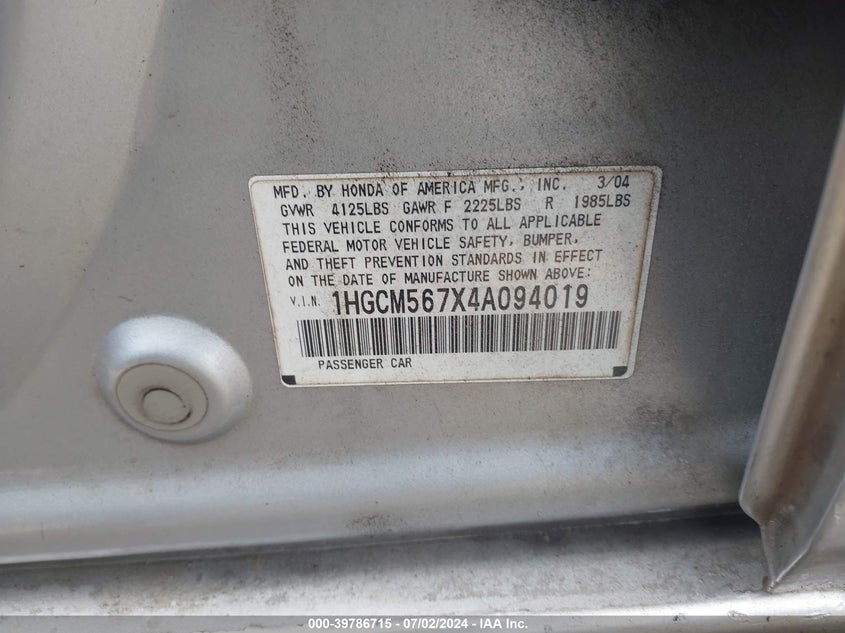 MFD. BY HONDA OF AMERICA MFG., INC. 3/04
GVWR 4125LBS GAWR F 2225LBS R 1985LBS
THIS VEHICLE CONFORMS TO ALL APPLICABLE
FEDERAL MOTOR VEHICLE SAFETY, BUMPER,
AND THEFT PREVENTION STANDARDS IN EFFECT
ON THE DATE OF MANUFACTURE SHOWN ABOVE:
V.I.N. 1HGCM567X4A094019
PASSENGER CAR
000-39786715 - 07/02/2024 - IAA Inc.